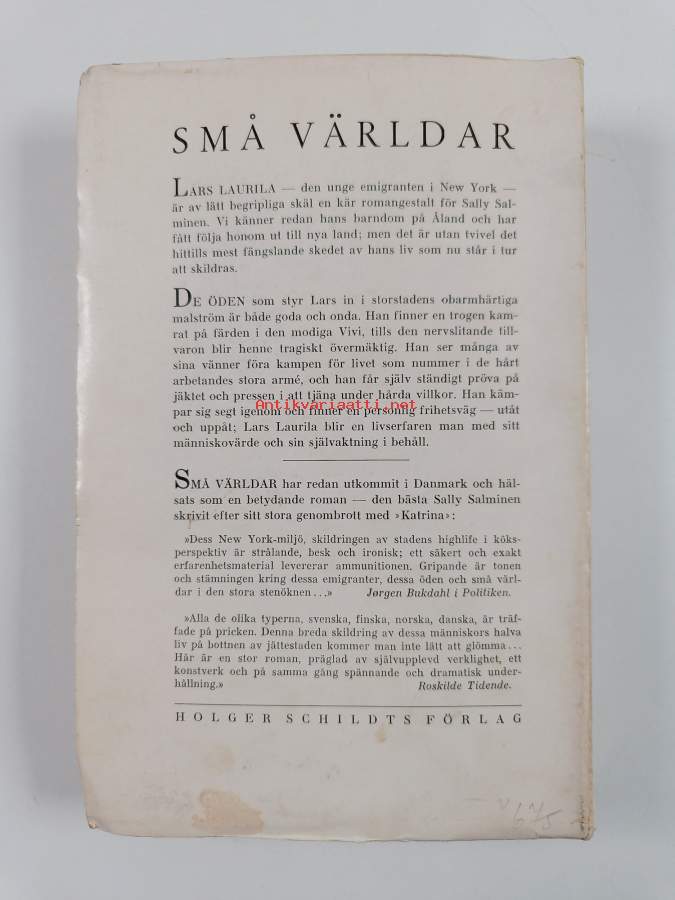 SMÅ VÄRLDAR
LARS LAURILA — den unge emigranten i New York —
är av lätt begripliga skäl en kär romangestalt för Sally Sal-
minen. Vi känner redan hans barndom på Åland och har
fått följa honom ut till nya land; men det är utan tvivel det
hittills mest fängslande skedet av hans liv som nu står i tur
att skildras.
DE ÖDEN som styr Lars in i storstadens obarmhärtiga
malström är både goda och onda. Han finner en trogen kam-
rat på färden i den modiga Vivi, tills den nervslitande till-
varon blir henne tragiskt övermäktig. Han ser många av
sina vänner föra kampen för livet som nummer i de hårt
arbetandes stora armé, och han får själv ständigt pröva på
jäktet och pressen i att tjäna under hårda villkor. Han käm-
Antikvariaatti.net
par sig segt igenom och finner en personlig frihetsväg — utåt
och uppåt; Lars Laurila blir en livserfaren man med sitt
människovärde och sin självaktning i behåll.
SMÅ VÄRLDAR har redan utkommit i Danmark och häl-
sats som en betydande roman — den bästa Sally Salminen
skrivit efter sitt stora genombrott med »Katrina»:
»Dess New York-miljö, skildringen av stadens highlife i köks-
perspektiv är strålande, besk och ironisk; ett säkert och exakt
erfarenhetsmaterial levererar ammunitionen. Gripande är tonen
och stämningen kring dessa emigranter, dessa öden och små värl-
dar i den stora stenöknen...» Jørgen Bukdahl i Politiken.
»Alla de olika typerna, svenska, finska, norska, danska, är träf-
fade på pricken. Denna breda skildring av dessa människors halva
liv på bottnen av jättestaden kommer man inte lätt att glömma...
Här är en stor roman, präglad av självupplevd verklighet, ett
konstverk och på samma gång spännande och dramatisk under-
hållning.» Roskilde Tidende.
HOLGER SCHILDTS FÖRLAG